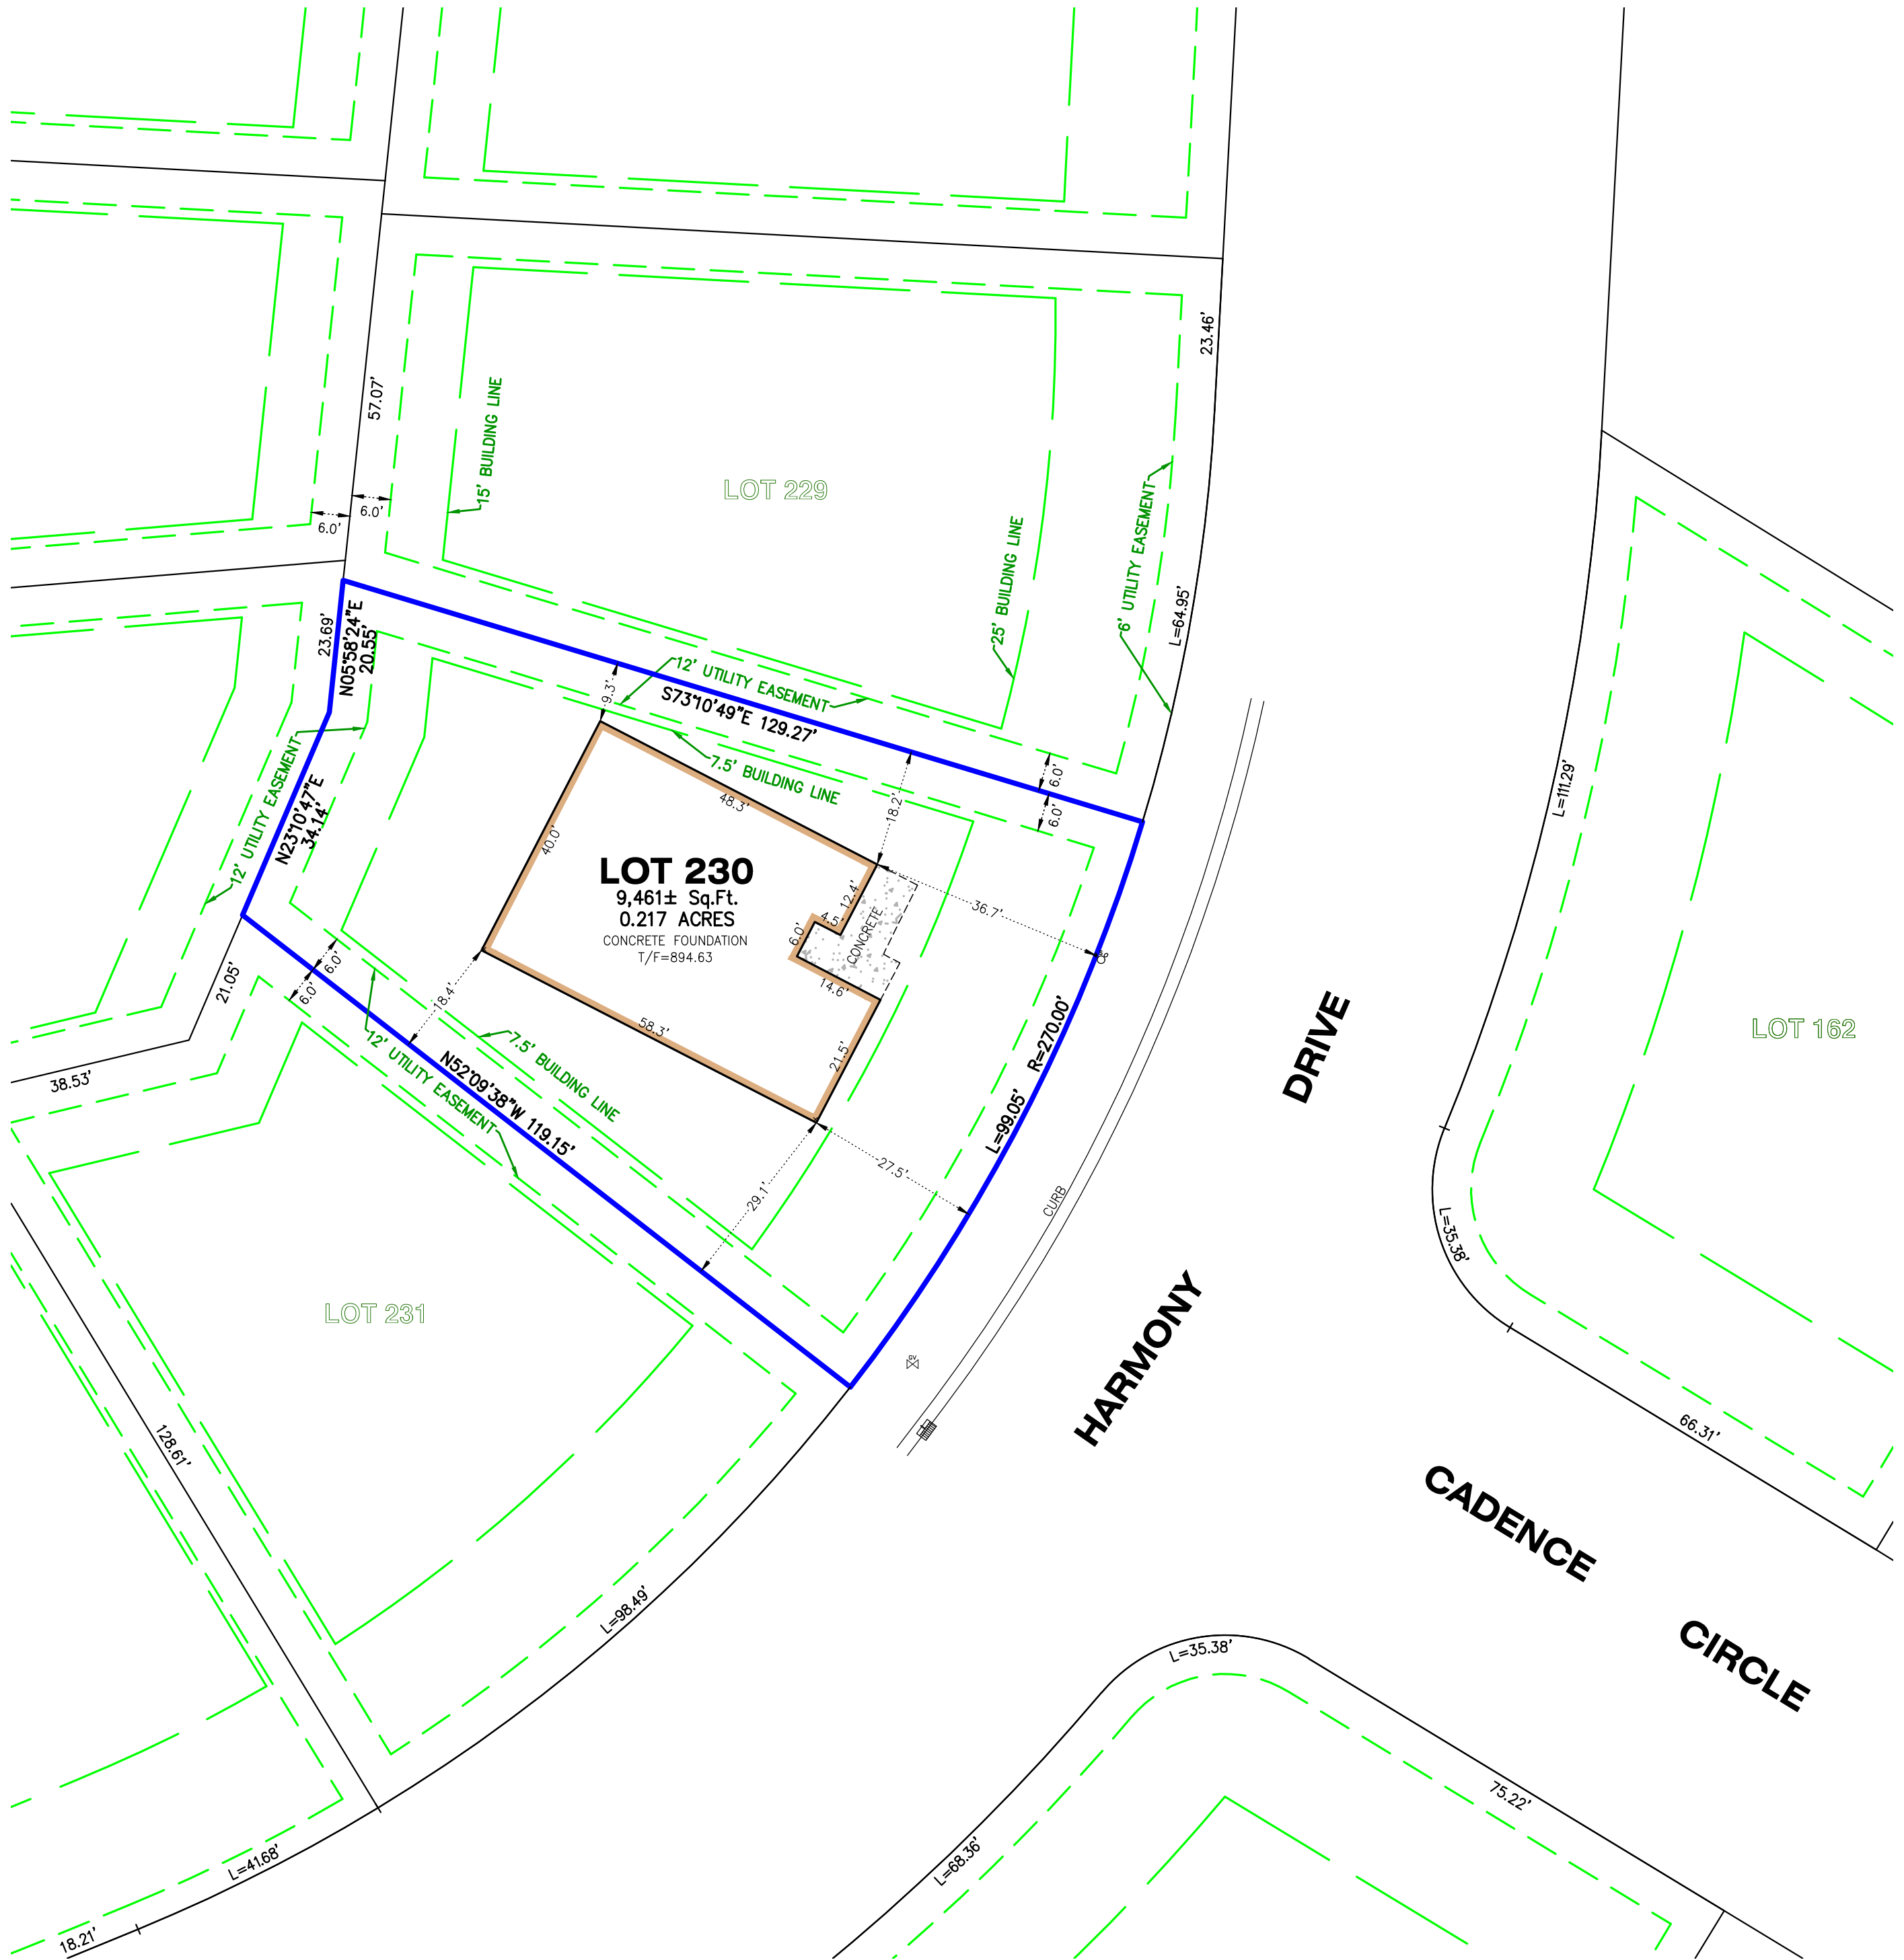 23.46'
57.07'
15' BUILDING LINE
LOT 229
6.0'
6.0'
25' BUILDING LINE
6' UTILITY EASEMENT
L=64.95'
23.69'
N05°58'24"E
20.55'
12' UTILITY EASEMENT
S73°10'49"E 129.27'
9.3'
7.5' BUILDING LINE
6.0'
6.0'
18.2'
48.3'
40.0'
12' UTILITY EASEMENT
N23°10'47"E
34.14'
LOT 230
9,461± Sq.Ft.
0.217 ACRES
CONCRETE FOUNDATION
T/F=894.63
12.4'
4.5'
6.0'
CONCRETE
14.6'
36.7'
CO
21.05'
6.0'
6.0'
18.4'
58.3'
21.5'
R=270.00'
L=99.05'
38.53'
12' UTILITY EASEMENT
7.5' BUILDING LINE
N52°09'38"W 119.15'
29.1'
27.5'
CURB
HARMONY DRIVE
L=111.29'
LOT 162
L=35.38'
66.31'
LOT 231
GV
CADENCE CIRCLE
128.61'
L=98.49'
L=35.38'
75.22'
L=68.36'
L=41.68'
18.21'